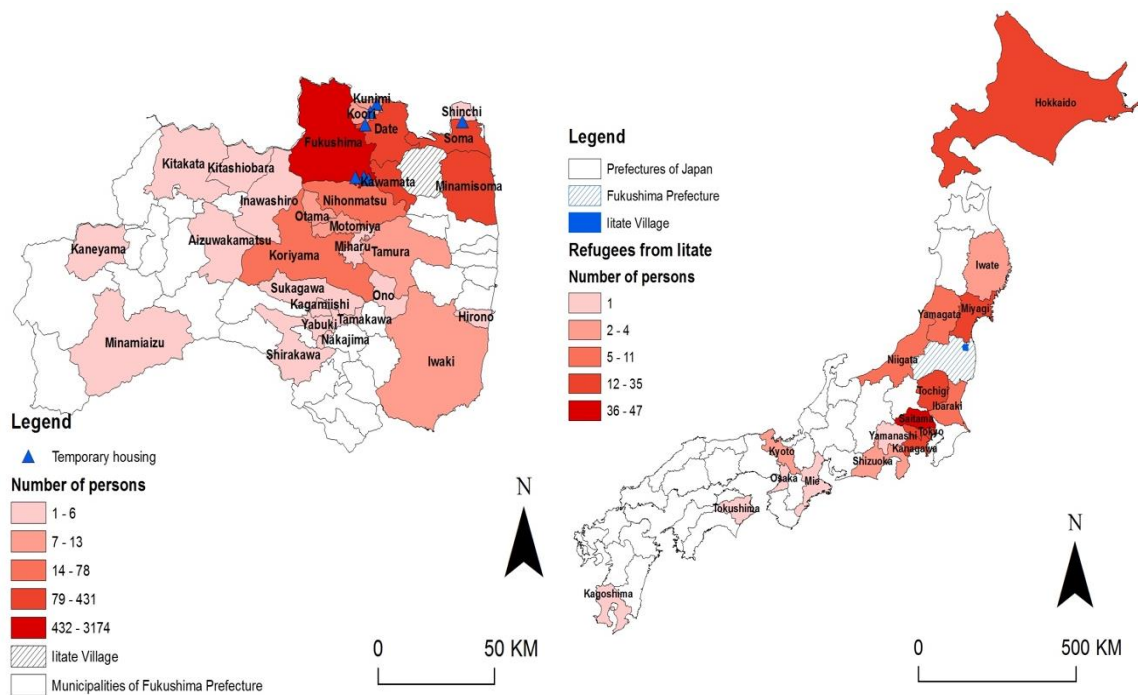 Kunimi
Koori
Shinchi
Date
Soma
Fukushima
Kitakata
Kitashiobara
Kawamata
Minamisoma
Inawashiro
Nihonmatsu
Otama
Motomiya
Kaneyama
Aizuwakamatsu
Miharu
Tamura
Koriyama
Sukagawa
Ono
Kagamiishi
Hirono
Tamakawa
Yabuki
Minamiaizu
Nakajima
Shirakawa
Iwaki
Legend
Temporary housing
Number of persons
1 - 6
7 - 13
14 - 78
79 - 431
432 - 3174
Iitate Village
Municipalities of Fukushima Prefecture
N
0 50 KM
Legend
Prefectures of Japan
Fukushima Prefecture
Iitate Village
Refugees from Iitate
Number of persons
1
2 - 4
5 - 11
12 - 35
36 - 47
Hokkaido
Iwate
Yamagata
Miyagi
Niigata
Tochigi
Ibaraki
Saitama
Tokyo
Yamanashi
Kanagawa
Kyoto
Shizuoka
Osaka
Mie
Tokushima
Kagoshima
N
0 500 KM